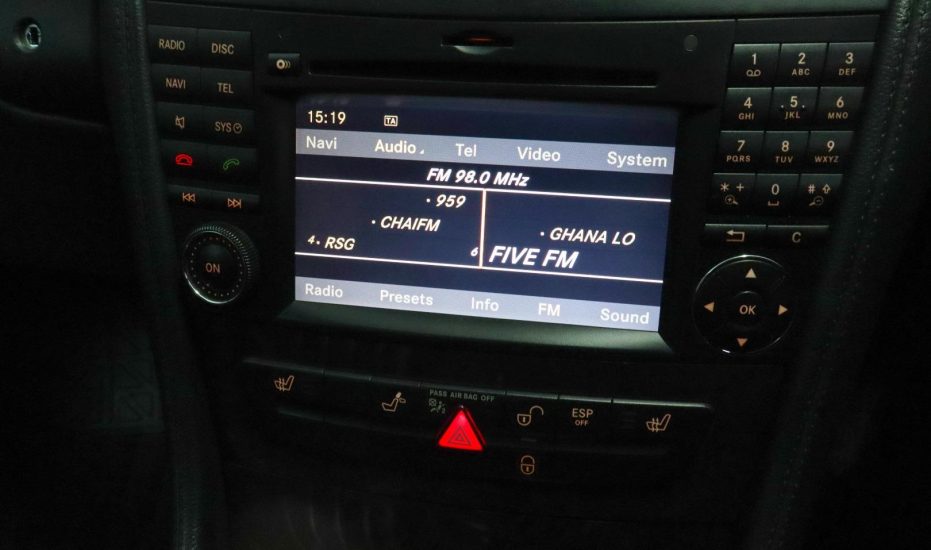 RADIO DISC
NAVI TEL
SYS
ON
15:19 TA
Navi Audio Tel Video System
FM 98.0 MHz
959
CHAIFM
4 RSG
GHANA LO
6 FIVE FM
Radio Presets Info FM Sound
1 2 ABC 3 DEF
4 GHI 5 JKL 6 MNO
7 PQRS 8 TUV 9 WXYZ
* + 0 #
C
OK
PASS AIR BAG OFF
ESP
OFF